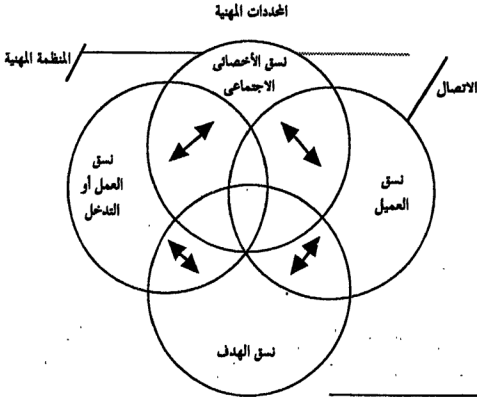 المحددات المهنية
المنظمة المهنية
نسق الأخصائى
الاجتماعى
الاتصال
نسق
العمل أو
التدخل
نسق
العميل
نسق الهدف